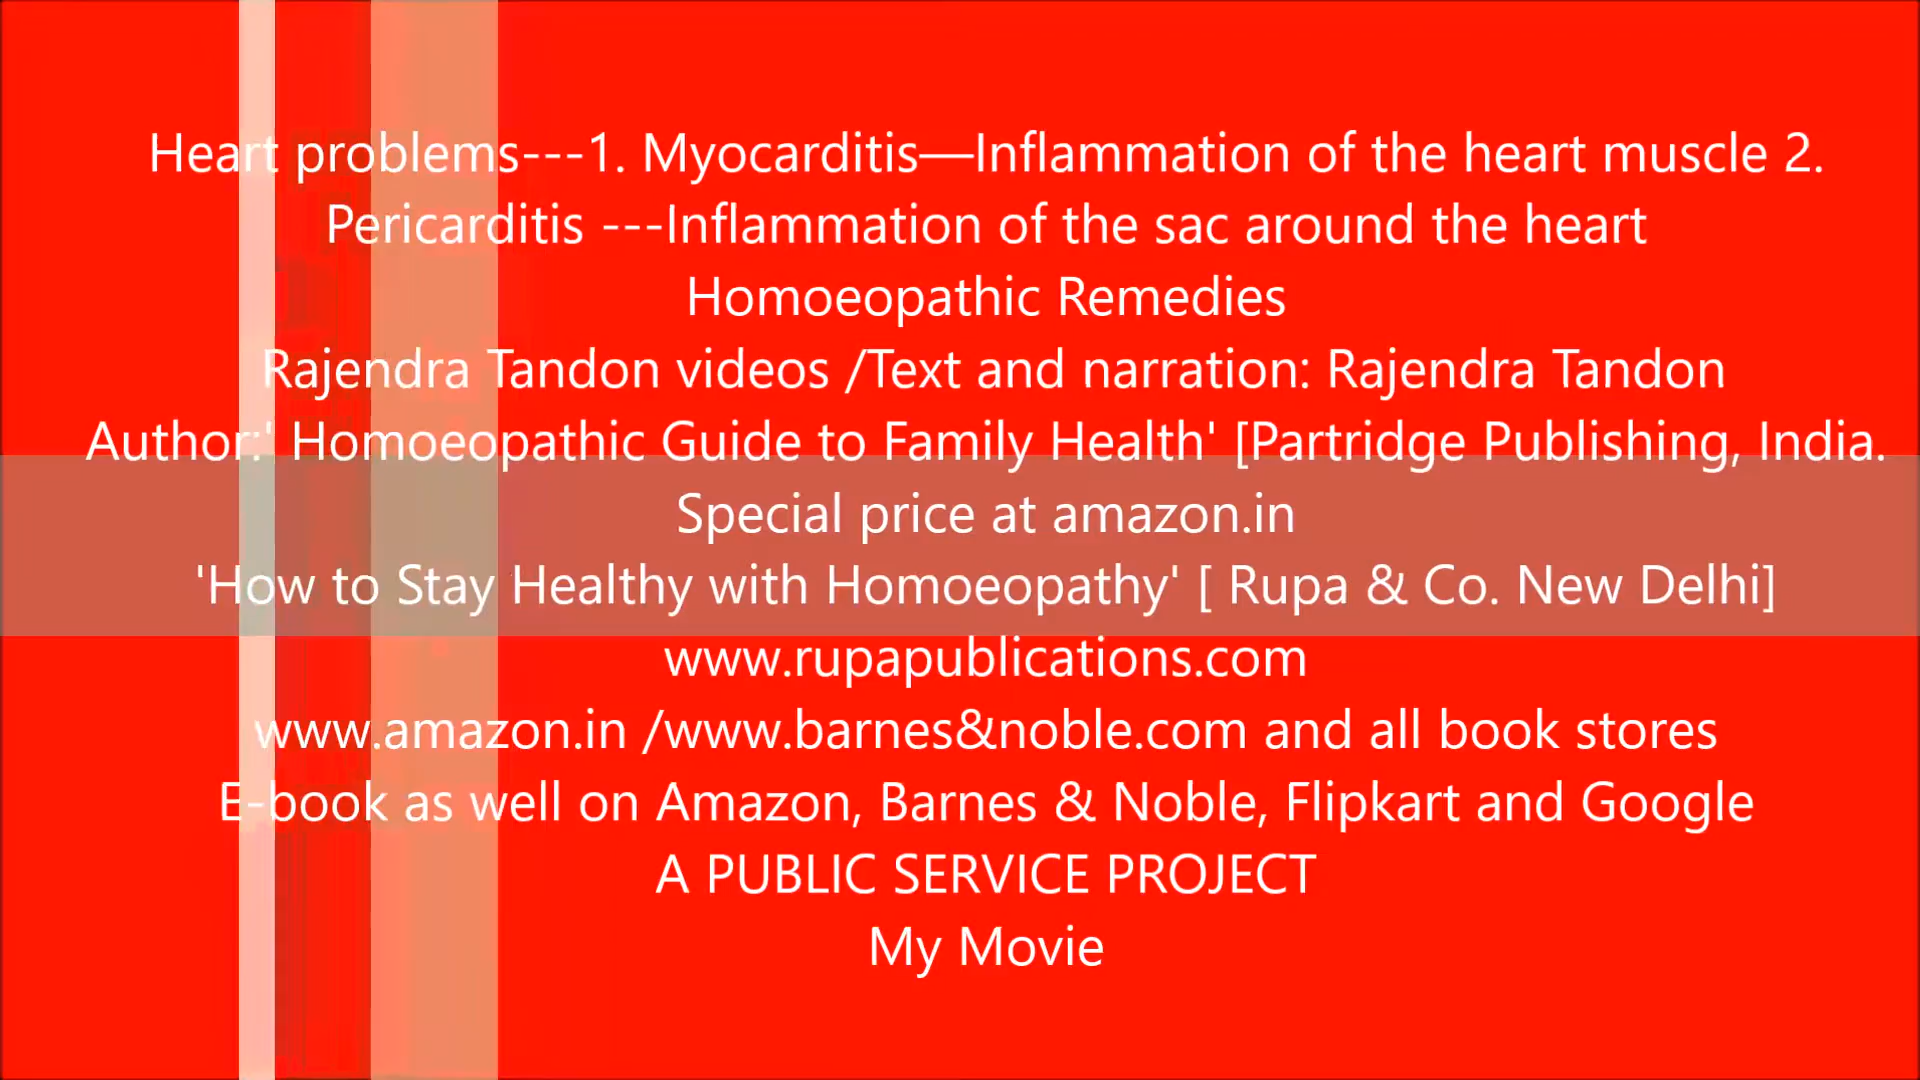 Heart problems---1. Myocarditis—Inflammation of the heart muscle 2.
Pericarditis ---Inflammation of the sac around the heart
Homoeopathic Remedies
Rajendra Tandon videos /Text and narration: Rajendra Tandon
Author:' Homoeopathic Guide to Family Health' [Partridge Publishing, India.
Special price at amazon.in
'How to Stay Healthy with Homoeopathy' [ Rupa & Co. New Delhi]
www.rupapublications.com
www.amazon.in /www.barnes&noble.com and all book stores
E-book as well on Amazon, Barnes & Noble, Flipkart and Google
A PUBLIC SERVICE PROJECT
My Movie